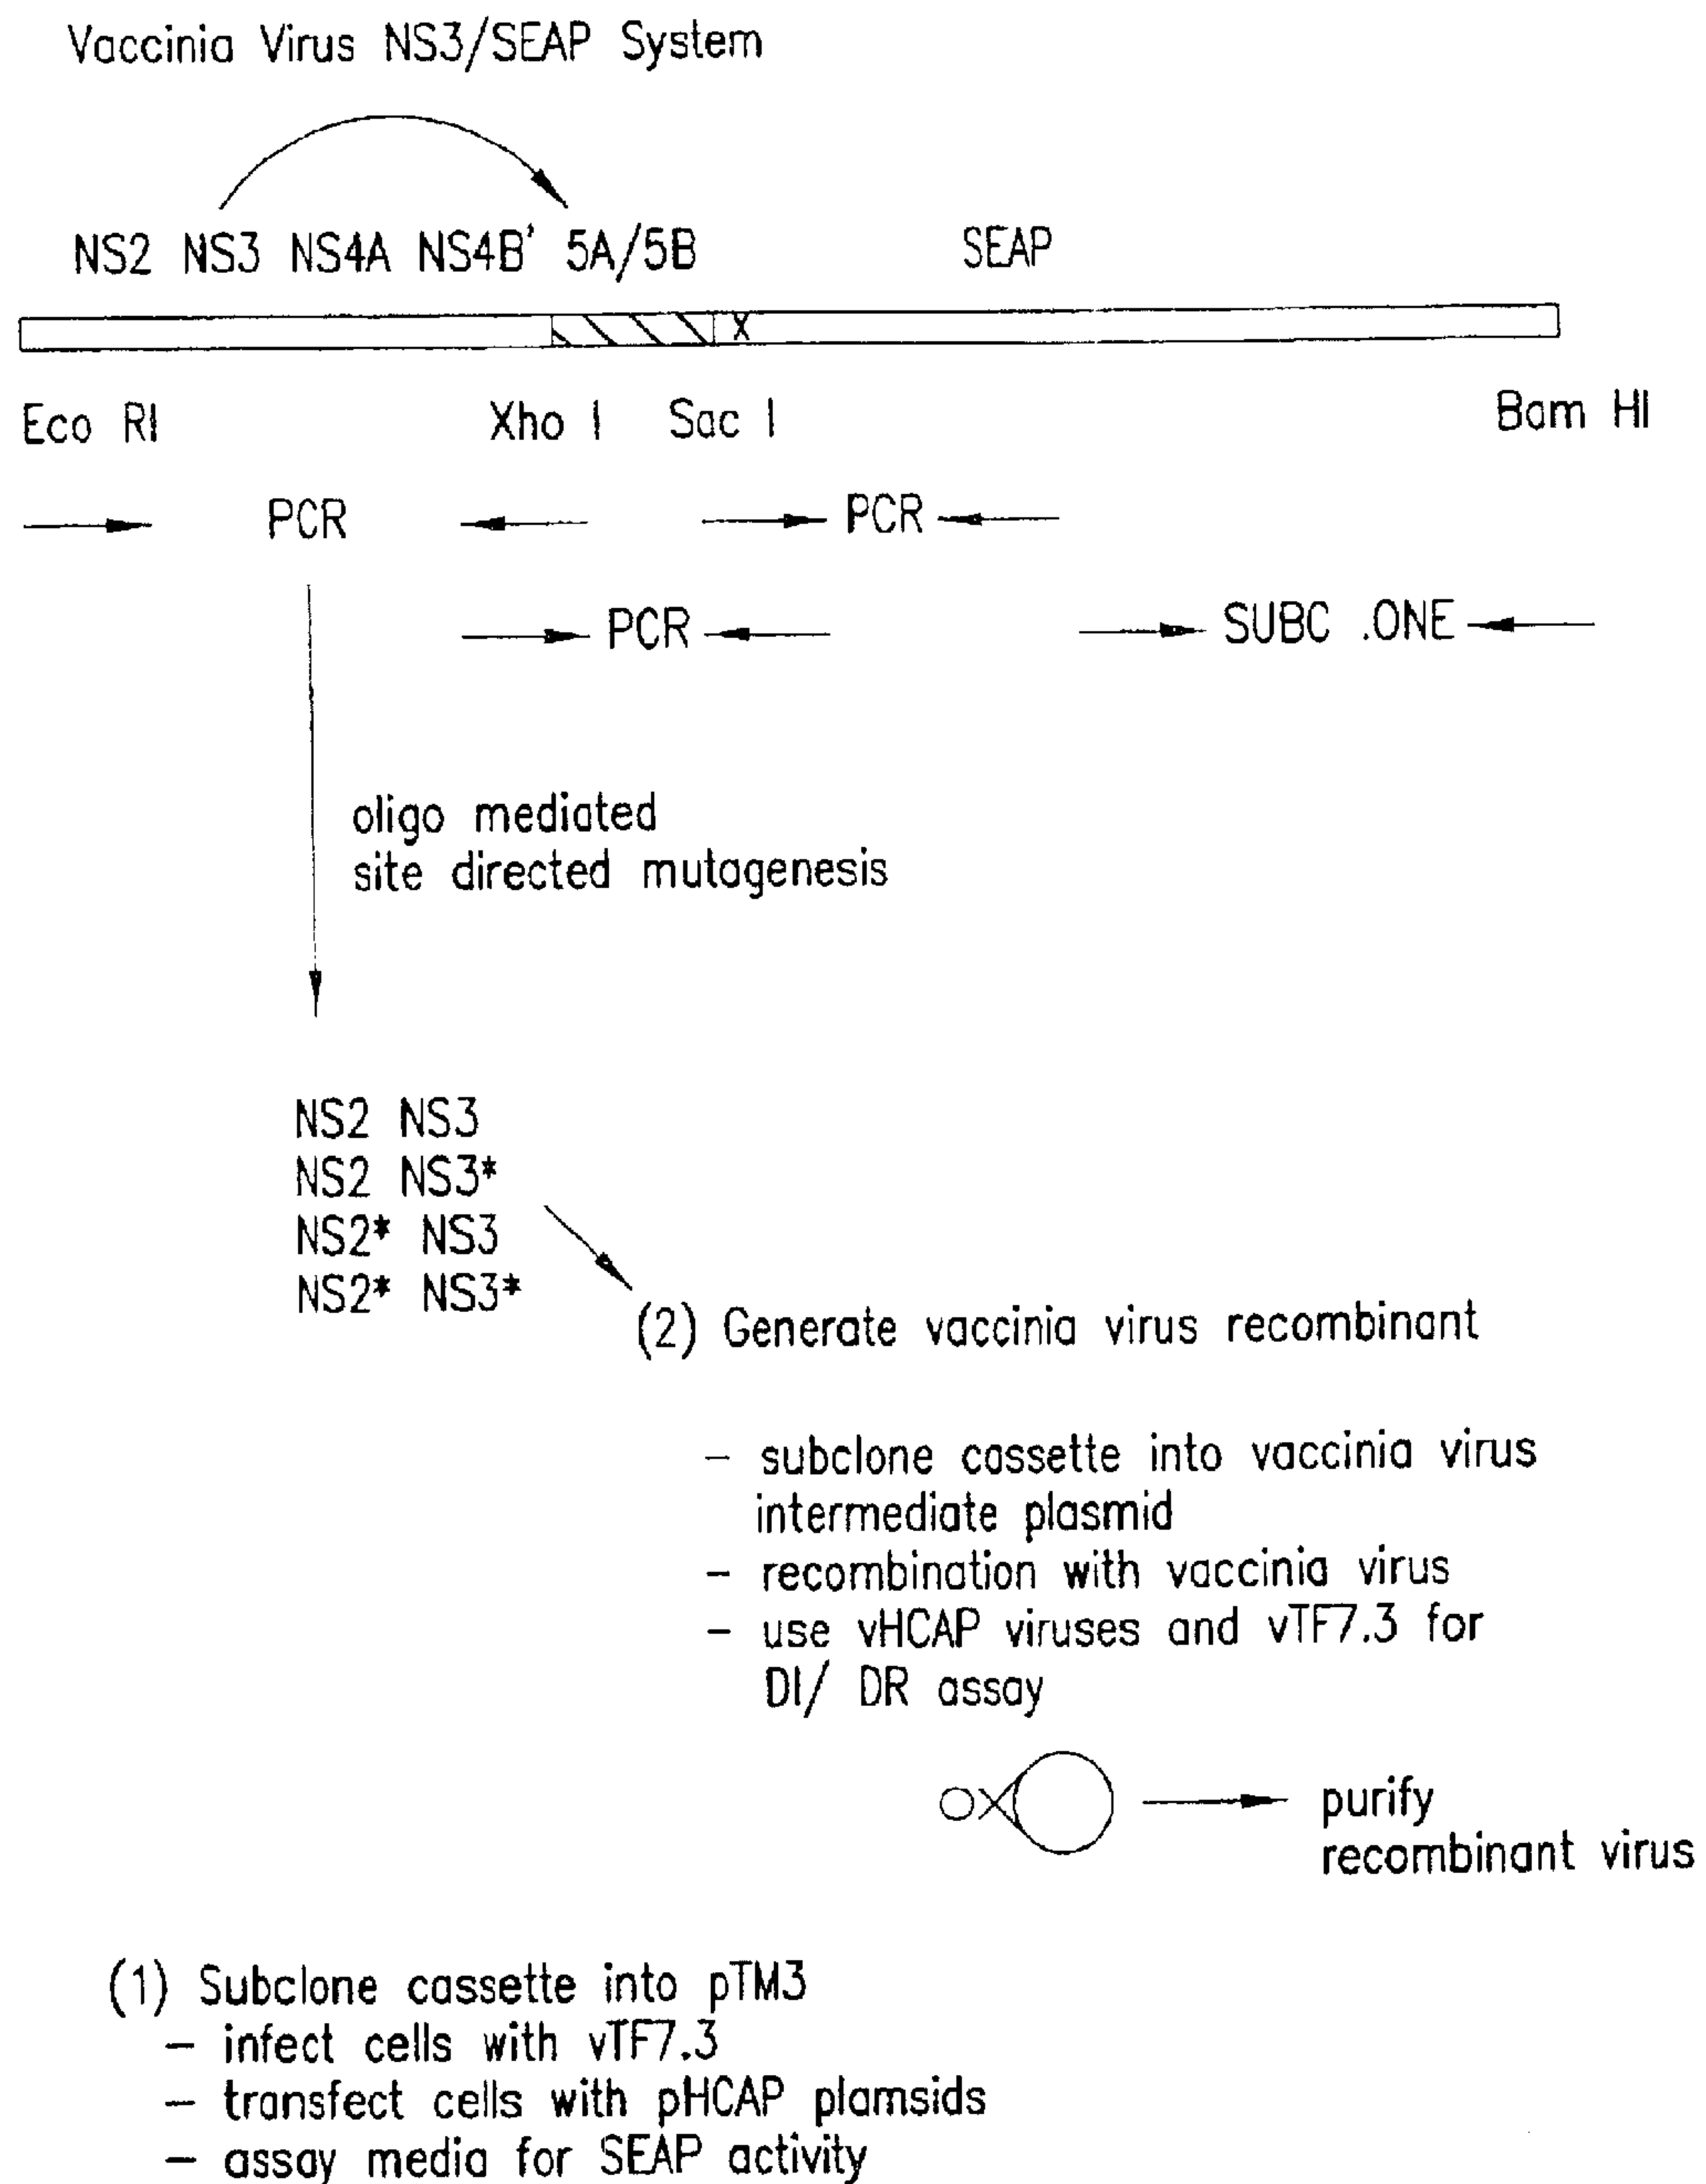 Vaccinia Virus NS3/SEAP System
NS2 NS3 NS4A NS4B' 5A/5B SEAP
X
Eco RI Xho I Sac I Bam HI
PCR PCR
PCR SUBC .ONE
oligo mediated
site directed mutagenesis
NS2 NS3
NS2 NS3*
NS2* NS3
NS2* NS3*
(2) Generate vaccinia virus recombinant
- subclone cassette into vaccinia virus
intermediate plasmid
- recombination with vaccinia virus
- use vHCAP viruses and vTF7.3 for
DI/ DR assay
purify
recombinant virus
(1) Subclone cassette into pTM3
- infect cells with vTF7.3
- transfect cells with pHCAP plamsids
- assay media for SEAP activity